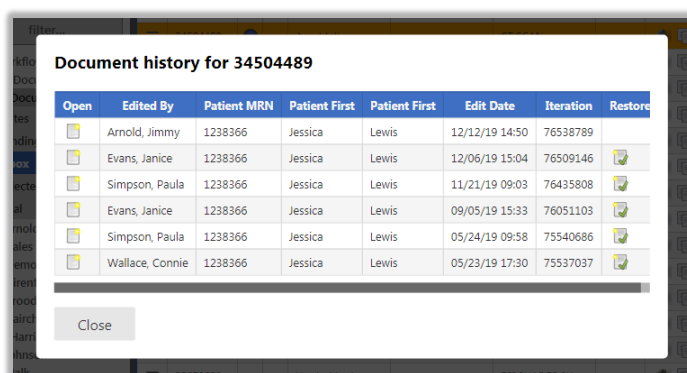 filter...
Document history for 34504489
Open Edited By Patient MRN Patient First Patient First Edit Date Iteration Restore
Arnold, Jimmy 1238366 Jessica Lewis 12/12/19 14:50 76538789
Evans, Janice 1238366 Jessica Lewis 12/06/19 15:04 76509146
Simpson, Paula 1238366 Jessica Lewis 11/21/19 09:03 76435808
Evans, Janice 1238366 Jessica Lewis 09/05/19 15:33 76051103
Simpson, Paula 1238366 Jessica Lewis 05/24/19 09:58 75540686
Wallace, Connie 1238366 Jessica Lewis 05/23/19 17:30 75537037
Close